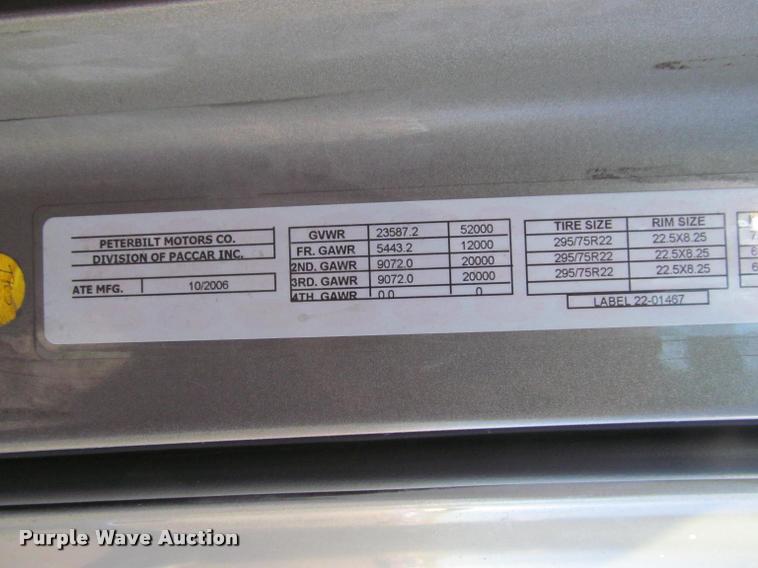 PETERBILT MOTORS CO.
DIVISION OF PACCAR INC.
ATE MFG. 10/2006
GVWR 23587.2 52000
FR. GAWR 5443.2 12000
2ND. GAWR 9072.0 20000
3RD. GAWR 9072.0 20000
4TH. GAWR 0.0 0
TIRE SIZE RIM SIZE
295/75R22 22.5X8.25
295/75R22 22.5X8.25
295/75R22 22.5X8.25
LABEL 22-01467
Purple Wave Auction